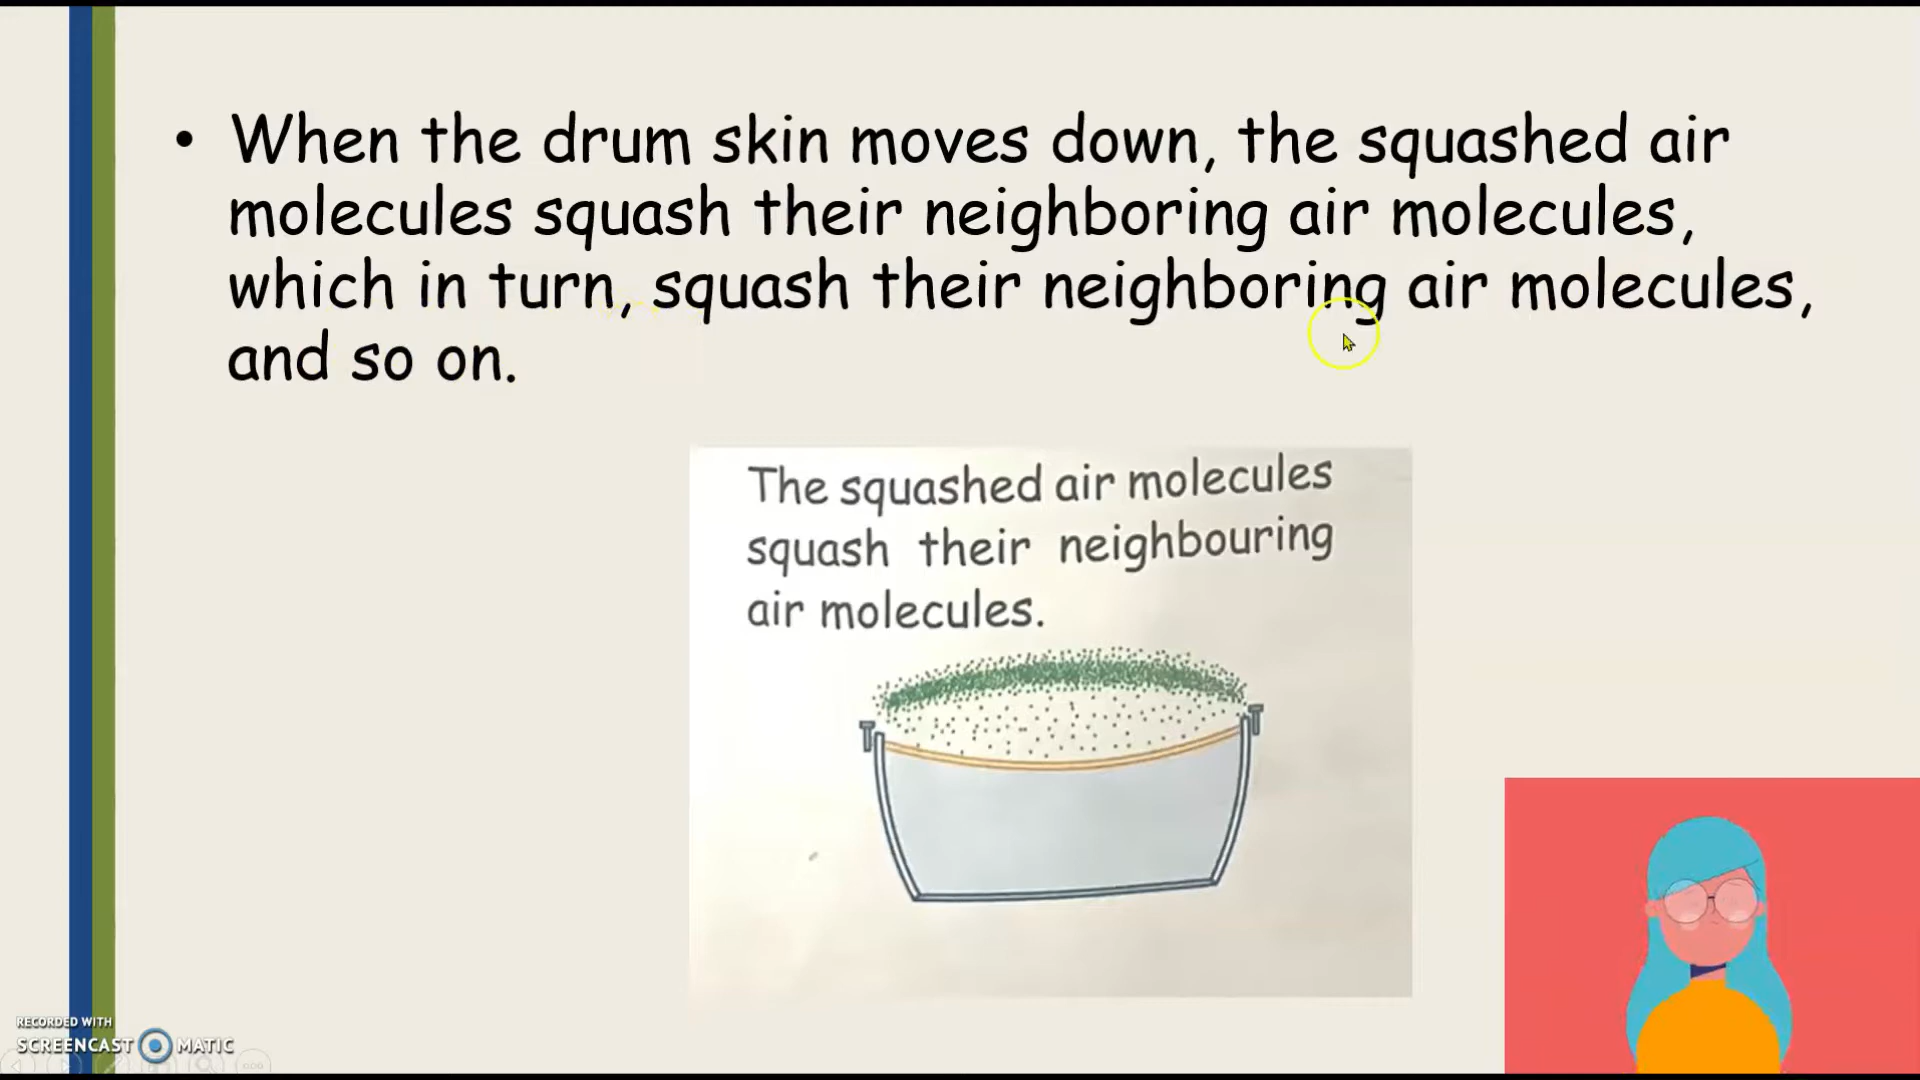 • When the drum skin moves down, the squashed air
molecules squash their neighboring air molecules,
which in turn, squash their neighboring air molecules,
and so on.
The squashed air molecules
squash their neighbouring
air molecules.
RECORDED WITH
SCREENCAST MATIC